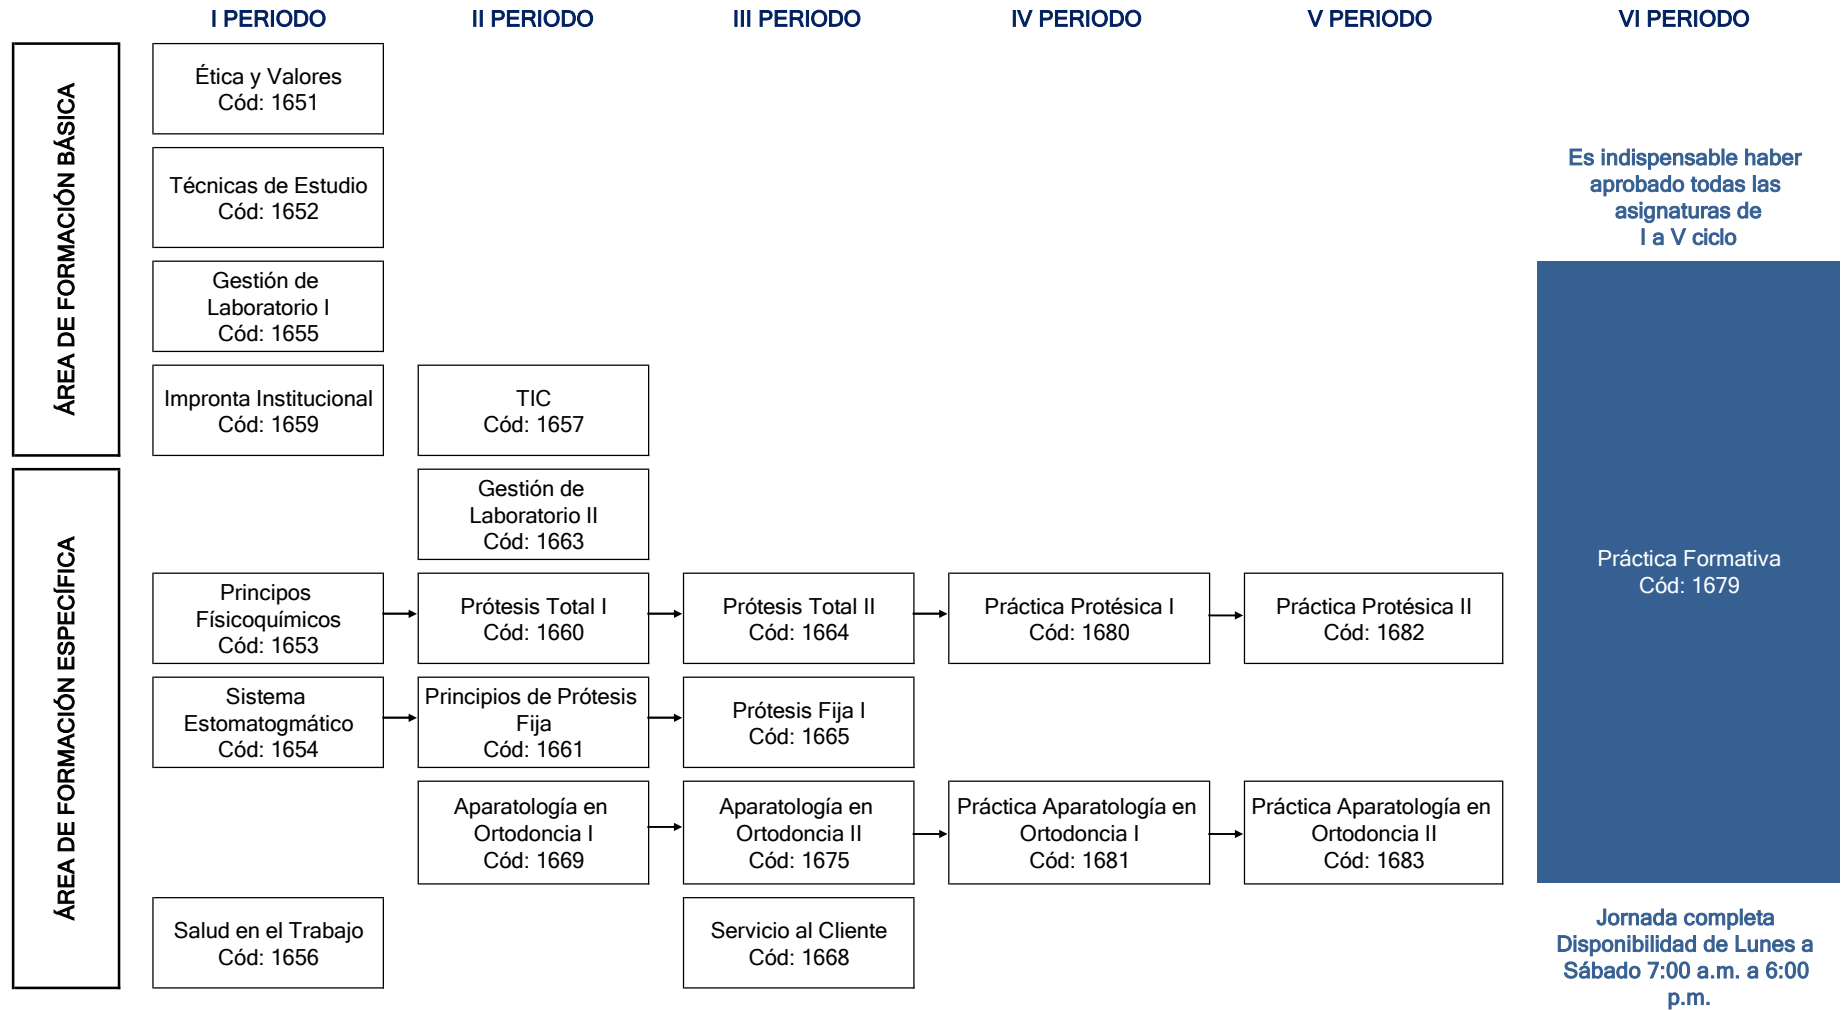 I PERIODO
II PERIODO
III PERIODO
IV PERIODO
V PERIODO
VI PERIODO
ÁREA DE FORMACIÓN BÁSICA
Ética y Valores
Cód: 1651
Técnicas de Estudio
Cód: 1652
Gestión de
Laboratorio I
Cód: 1655
Impronta Institucional
Cód: 1659
TIC
Cód: 1657
Es indispensable haber
aprobado todas las
asignaturas de
I a V ciclo
ÁREA DE FORMACIÓN ESPECÍFICA
Gestión de
Laboratorio II
Cód: 1663
Principos
Físicoquímicos
Cód: 1653
Prótesis Total I
Cód: 1660
Prótesis Total II
Cód: 1664
Práctica Protésica I
Cód: 1680
Práctica Protésica II
Cód: 1682
Práctica Formativa
Cód: 1679
Sistema
Estomatogmático
Cód: 1654
Principios de Prótesis
Fija
Cód: 1661
Prótesis Fija I
Cód: 1665
Aparatología en
Ortodoncia I
Cód: 1669
Aparatología en
Ortodoncia II
Cód: 1675
Práctica Aparatología en
Ortodoncia I
Cód: 1681
Práctica Aparatología en
Ortodoncia II
Cód: 1683
Salud en el Trabajo
Cód: 1656
Servicio al Cliente
Cód: 1668
Jornada completa
Disponibilidad de Lunes a
Sábado 7:00 a.m. a 6:00
p.m.